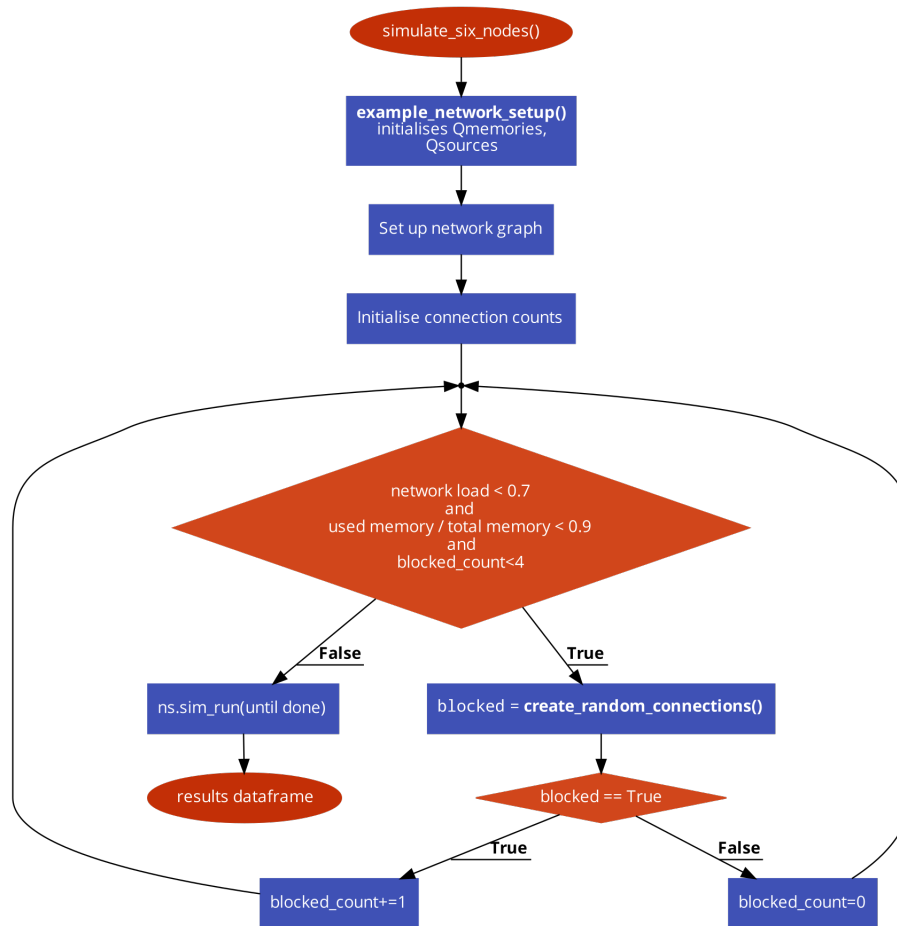 simulate_six_nodes()
example_network_setup()
initialises Qmemories,
Qsources
Set up network graph
Initialise connection counts
network load < 0.7
and
used memory / total memory < 0.9
and
blocked_count<4
False
True
ns.sim_run(until done)
blocked = create_random_connections()
results dataframe
blocked == True
True
False
blocked_count+=1
blocked_count=0